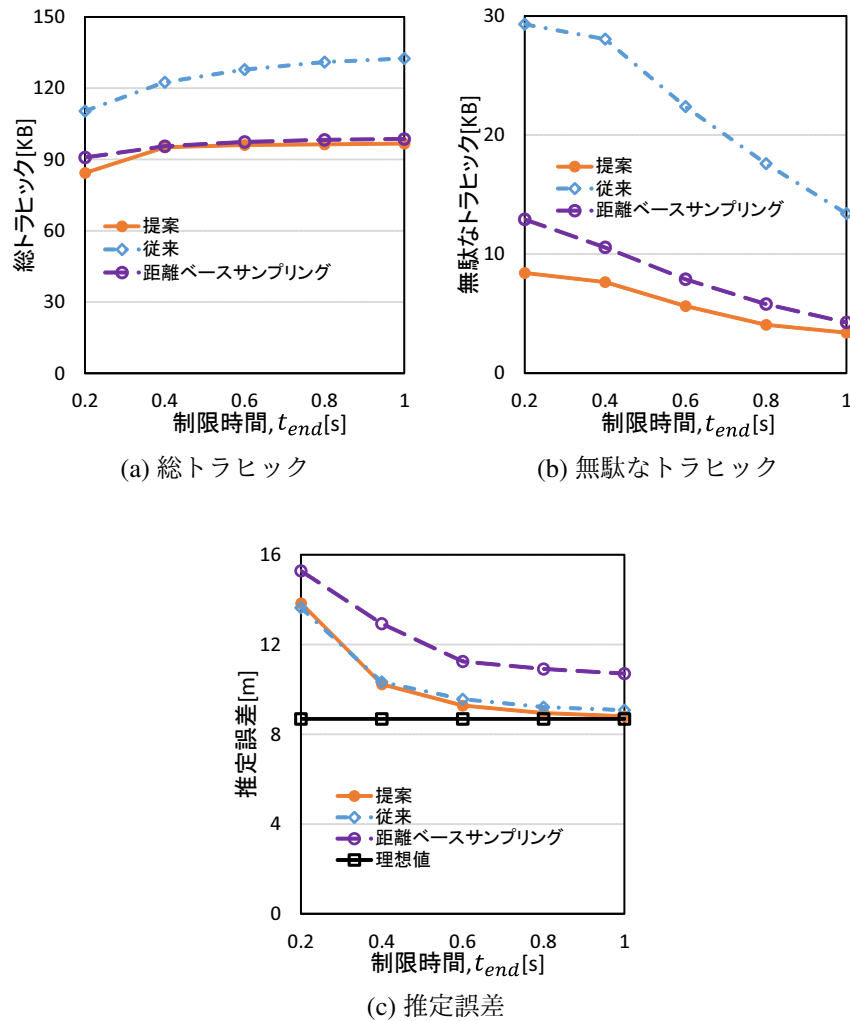 150
120
90
60
30
0
総トラヒック[KB]
提案
従来
距離ベースサンプリング
0.2 0.4 0.6 0.8 1
制限時間, t_end[s]
(a) 総トラヒック
30
20
10
0
無駄なトラヒック[KB]
提案
従来
距離ベースサンプリング
0.2 0.4 0.6 0.8 1
制限時間, t_end[s]
(b) 無駄なトラヒック
16
12
8
4
0
推定誤差[m]
提案
従来
距離ベースサンプリング
理想値
0.2 0.4 0.6 0.8 1
制限時間, t_end[s]
(c) 推定誤差